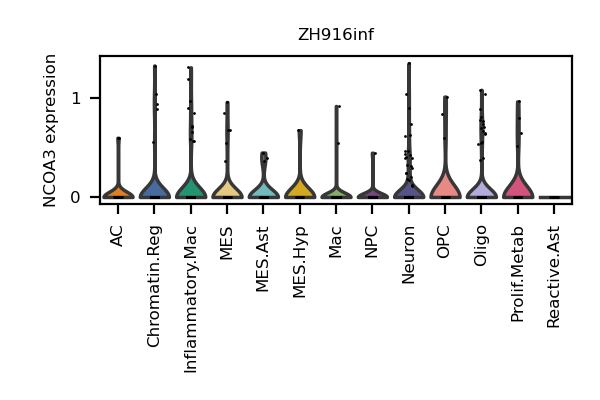 ZH916inf
NCOA3 expression
1
0
AC
Chromatin.Reg
Inflammatory.Mac
MES
MES.Ast
MES.Hyp
Mac
NPC
Neuron
OPC
Oligo
Prolif.Metab
Reactive.Ast